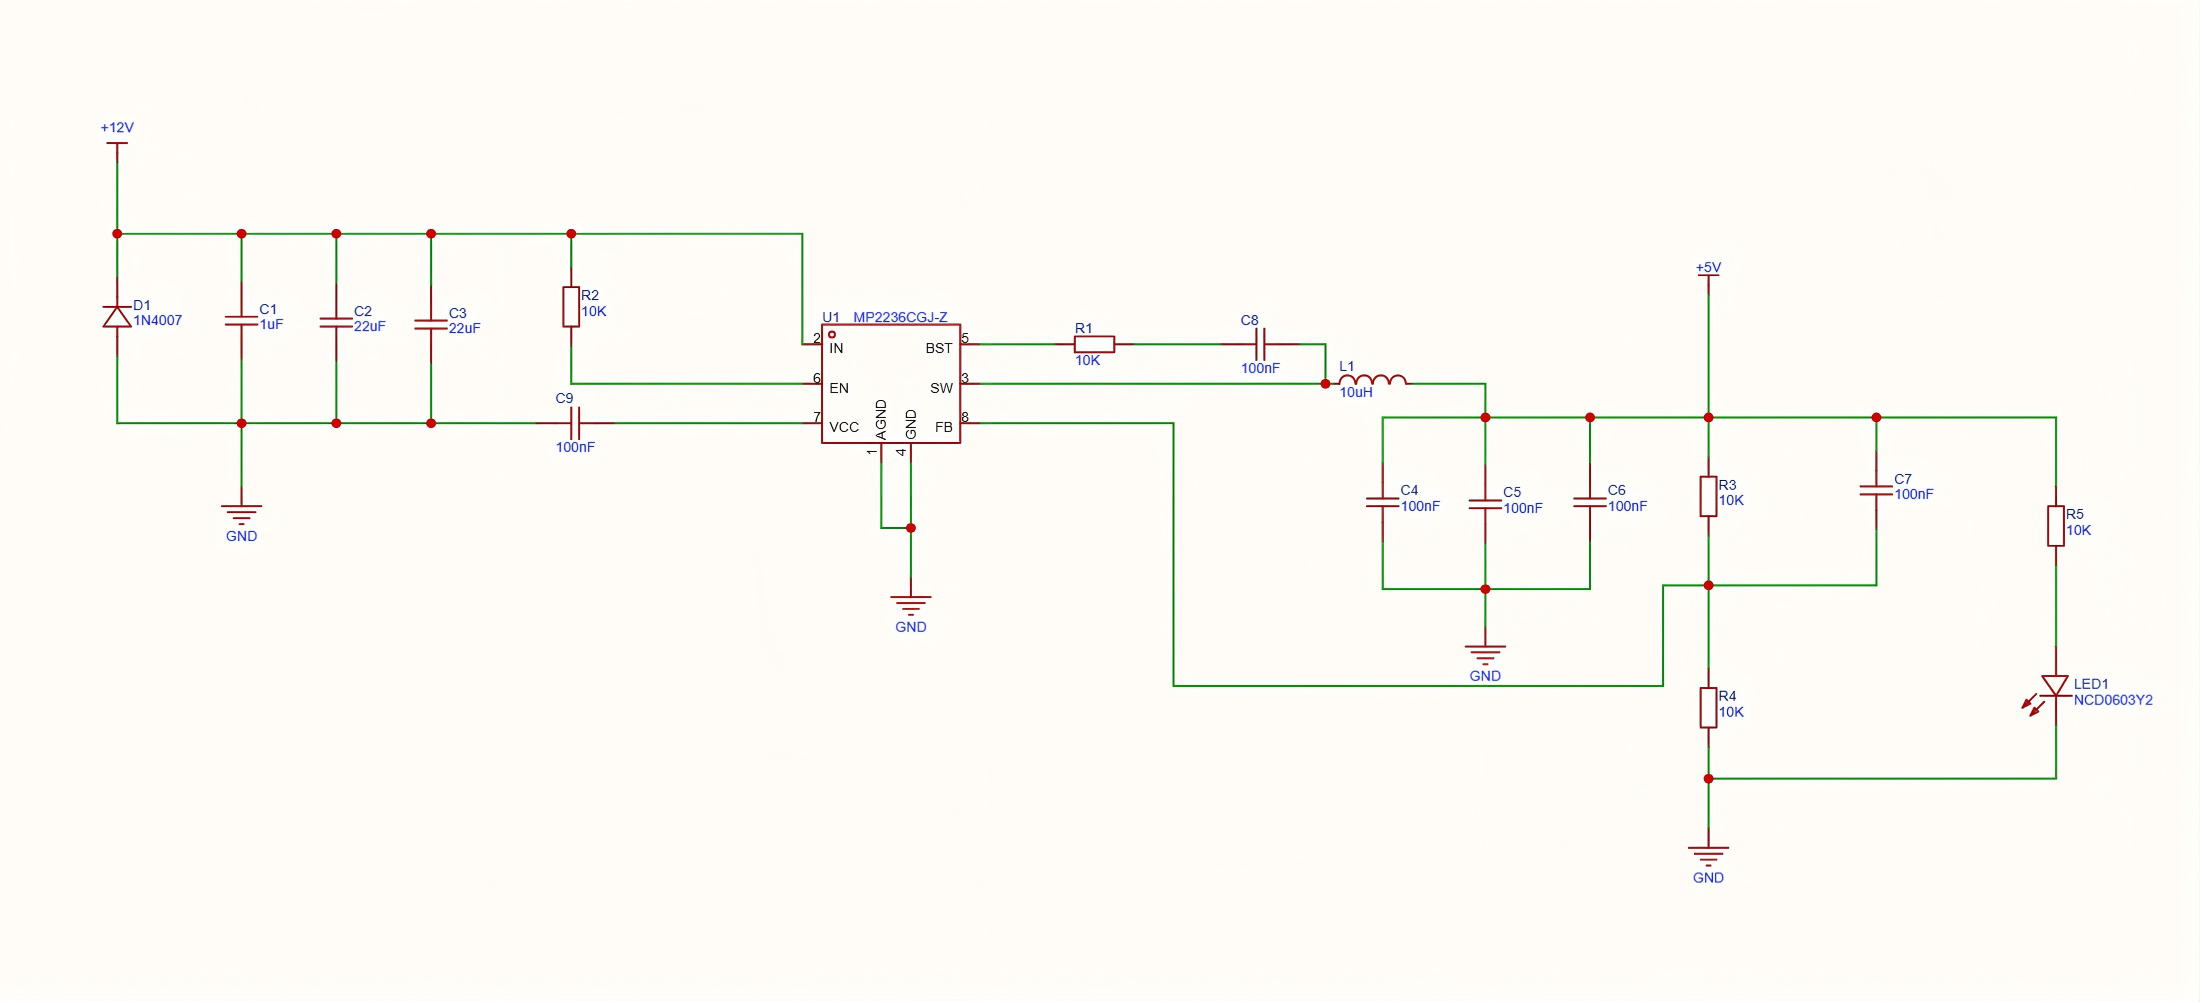 +12V
D1
1N4007
C1
1uF
C2
22uF
C3
22uF
R2
10K
C9
100nF
GND
U1 MP2236CGJ-Z
2
IN
6
EN
7
VCC
1
AGND
4
GND
5
BST
3
SW
8
FB
GND
R1
10K
C8
100nF
L1
10uH
C4
100nF
C5
100nF
C6
100nF
GND
+5V
R3
10K
C7
100nF
R4
10K
GND
R5
10K
LED1
NCD0603Y2